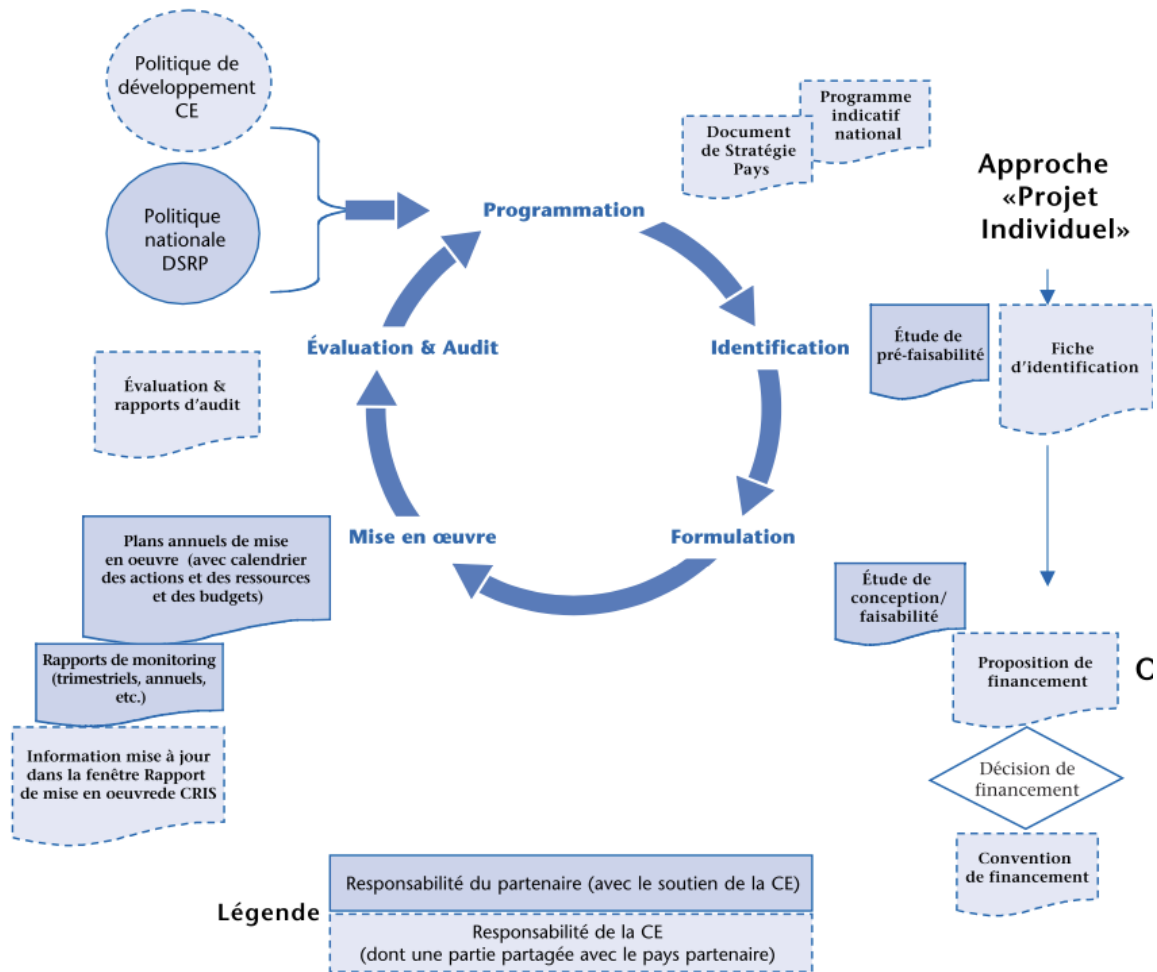 Politique de
développement
CE
Politique
nationale
DSRP
Programme
indicatif
national
Document
de Stratégie
Pays
Approche
«Projet
Individuel»
Programmation
Évaluation & Audit
Identification
Étude de
pré-faisabilité
Fiche
d'identification
Évaluation &
rapports d'audit
Mise en œuvre
Formulation
Plans annuels de mise
en oeuvre (avec calendrier
des actions et des ressources
et des budgets)
Étude de
conception/
faisabilité
Rapports de monitoring
(trimestriels, annuels,
etc.)
Proposition de
financement
O
Information mise à jour
dans la fenêtre Rapport
de mise en oeuvrede CRIS
Décision de
financement
Convention
de financement
Légende
Responsabilité du partenaire (avec le soutien de la CE)
Responsabilité de la CE
(dont une partie partagée avec le pays partenaire)